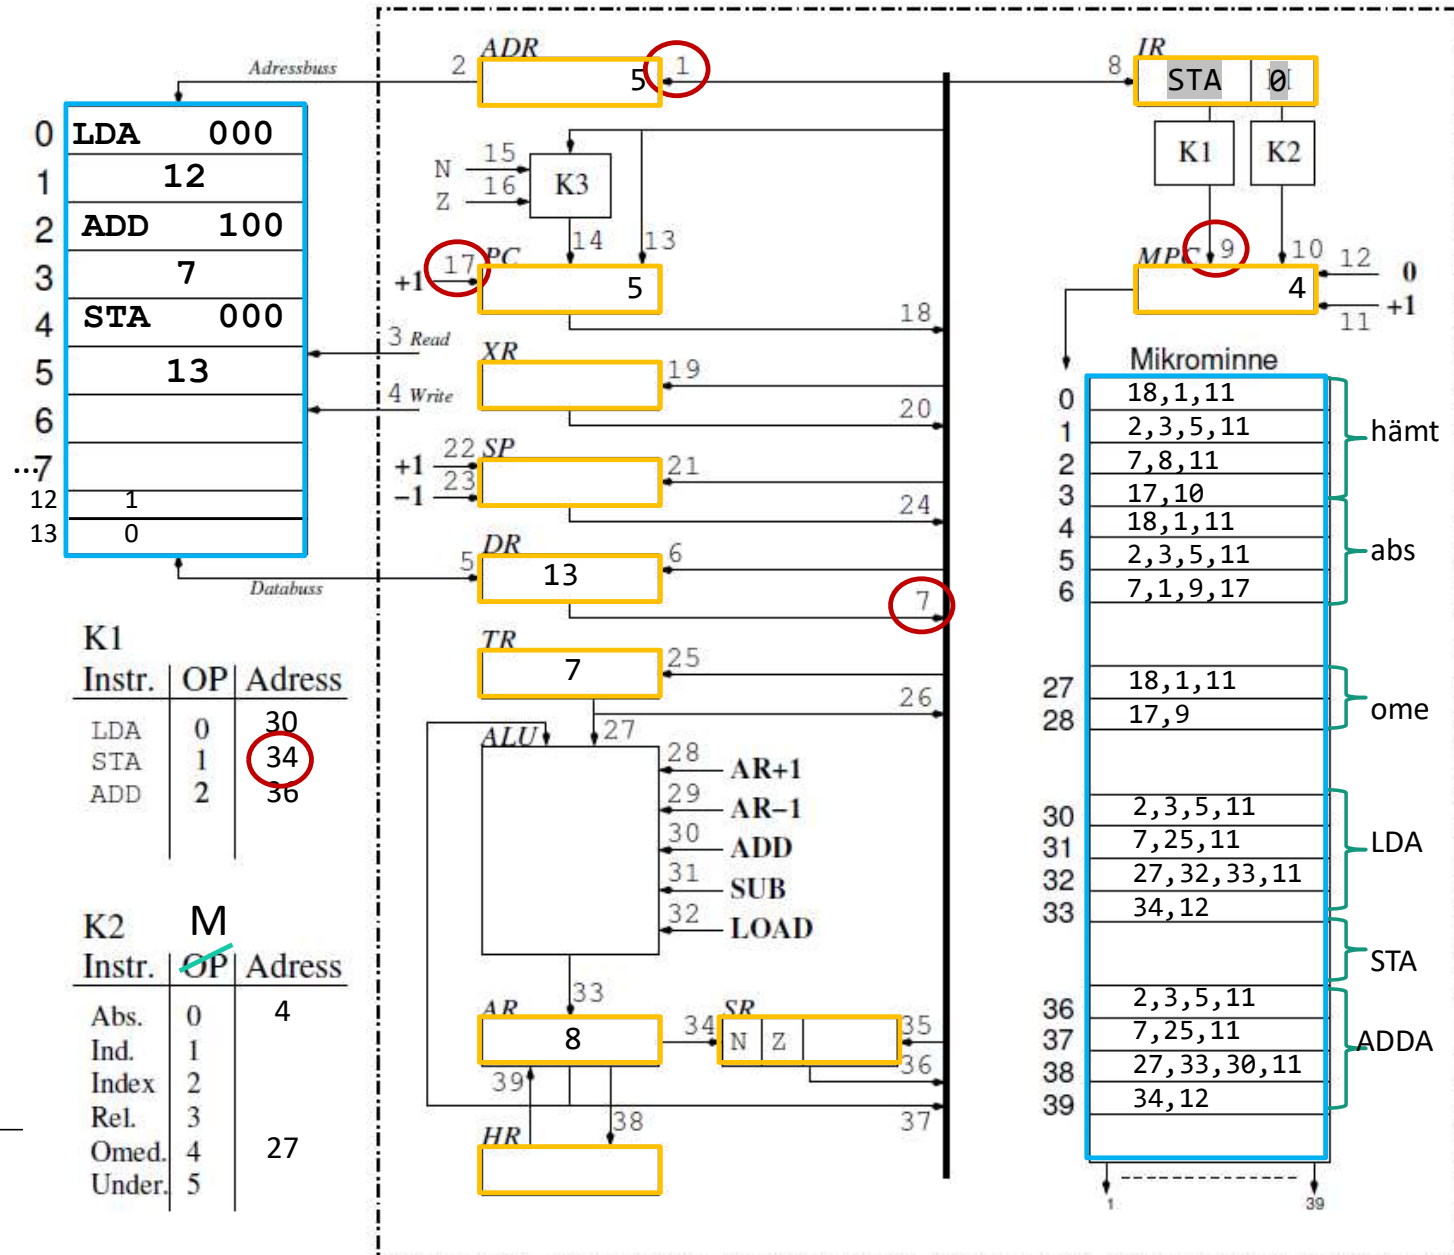 ADR
IR
Adressbuss
2
5
1
8
STA 0
0 LDA 000
1 12
2 ADD 100
3 7
4 STA 000
5 13
6
...7
12 1
13 0
Databuss
N 15
Z 16
K3
14
13
K1
K2
PC
17
+1
5
18
MPC
9
10
12 0
4
11 +1
3 Read
4 Write
XR
19
20
+1 22
-1 23
SP
21
24
5
DR
13
6
7
TR
7
25
26
27
ALU
28 AR+1
29 AR–1
30 ADD
31 SUB
32 LOAD
33
AR
8
34
SR
N Z
35
36
37
39
38
HR
Mikrominne
0 18,1,11
1 2,3,5,11
2 7,8,11
3 17,10
hämt
4 18,1,11
5 2,3,5,11
6 7,1,9,17
abs
27 18,1,11
28 17,9
ome
30 2,3,5,11
31 7,25,11
32 27,32,33,11
33 34,12
LDA
STA
36 2,3,5,11
37 7,25,11
38 27,33,30,11
39 34,12
ADDA
1
39
K1
Instr. OP Adress
LDA 0 30
STA 1 34
ADD 2 36
K2 M
Instr. OP Adress
Abs. 0 4
Ind. 1
Index 2
Rel. 3
Omed. 4 27
Under. 5